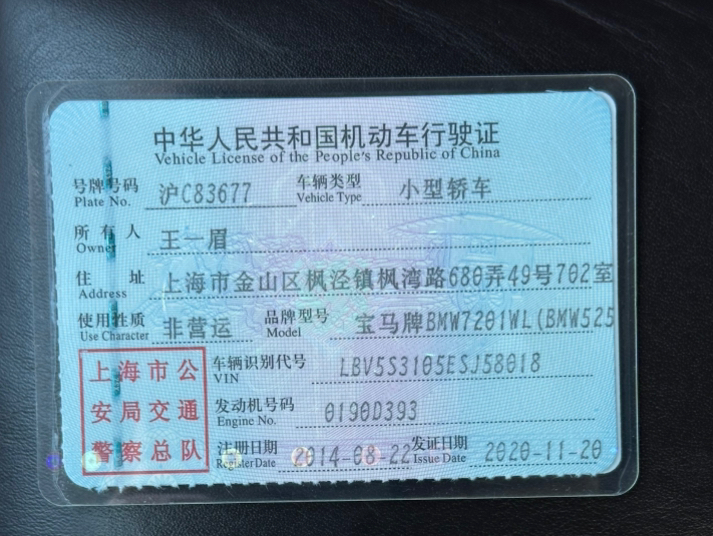 中华人民共和国机动车行驶证
Vehicle License of the People's Republic of China
号牌号码 沪C83677 车辆类型 小型轿车
Plate No. Vehicle Type
所有人 王一眉
Owner
住址 上海市金山区枫泾镇枫湾路680弄49号702室
Address
使用性质 非营运 品牌型号 宝马牌BMW7201WL(BMW525
Use Character Model
上海市公安局交通警察总队
车辆识别代号 LBV5S3105ESJ58018
VIN
发动机号码 0190D393
Engine No.
注册日期 2014-08-22 发证日期 2020-11-20
Register Date Issue Date